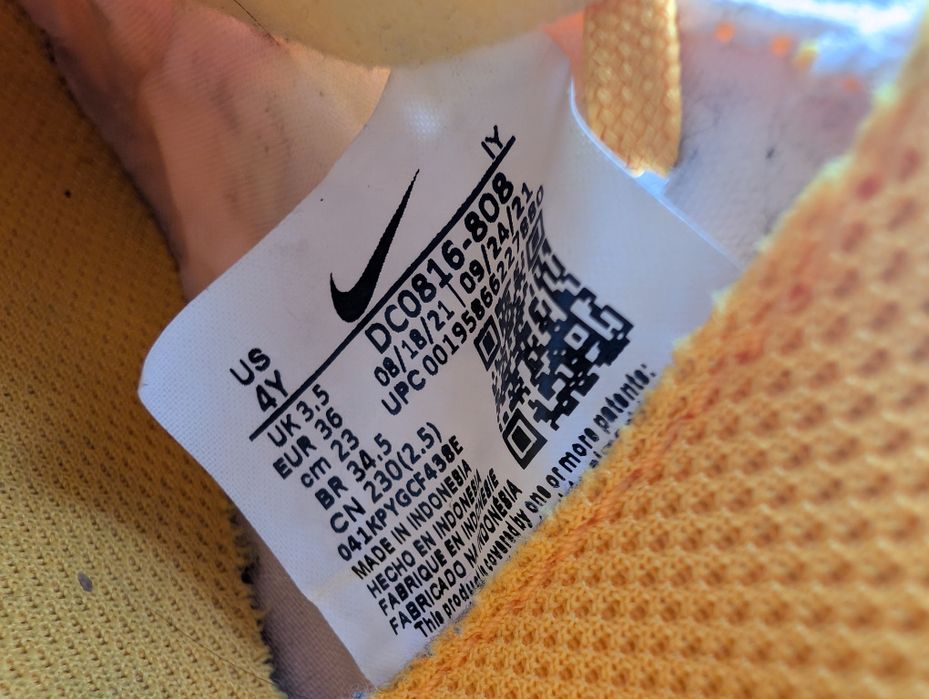 IY
US
4Y
DC0816-808
08/18/21 | 09/24/21
UPC 00195866227880
UK 3.5
EUR 36
cm 23
BR 34,5
CN 230(2.5)
041KPYGCF438E
MADE IN INDONESIA
HECHO EN INDONESIA
FABRIQUE EN INDONESIE
FABRICADO NA INDONÉSIA
This product is covered by one or more patents: